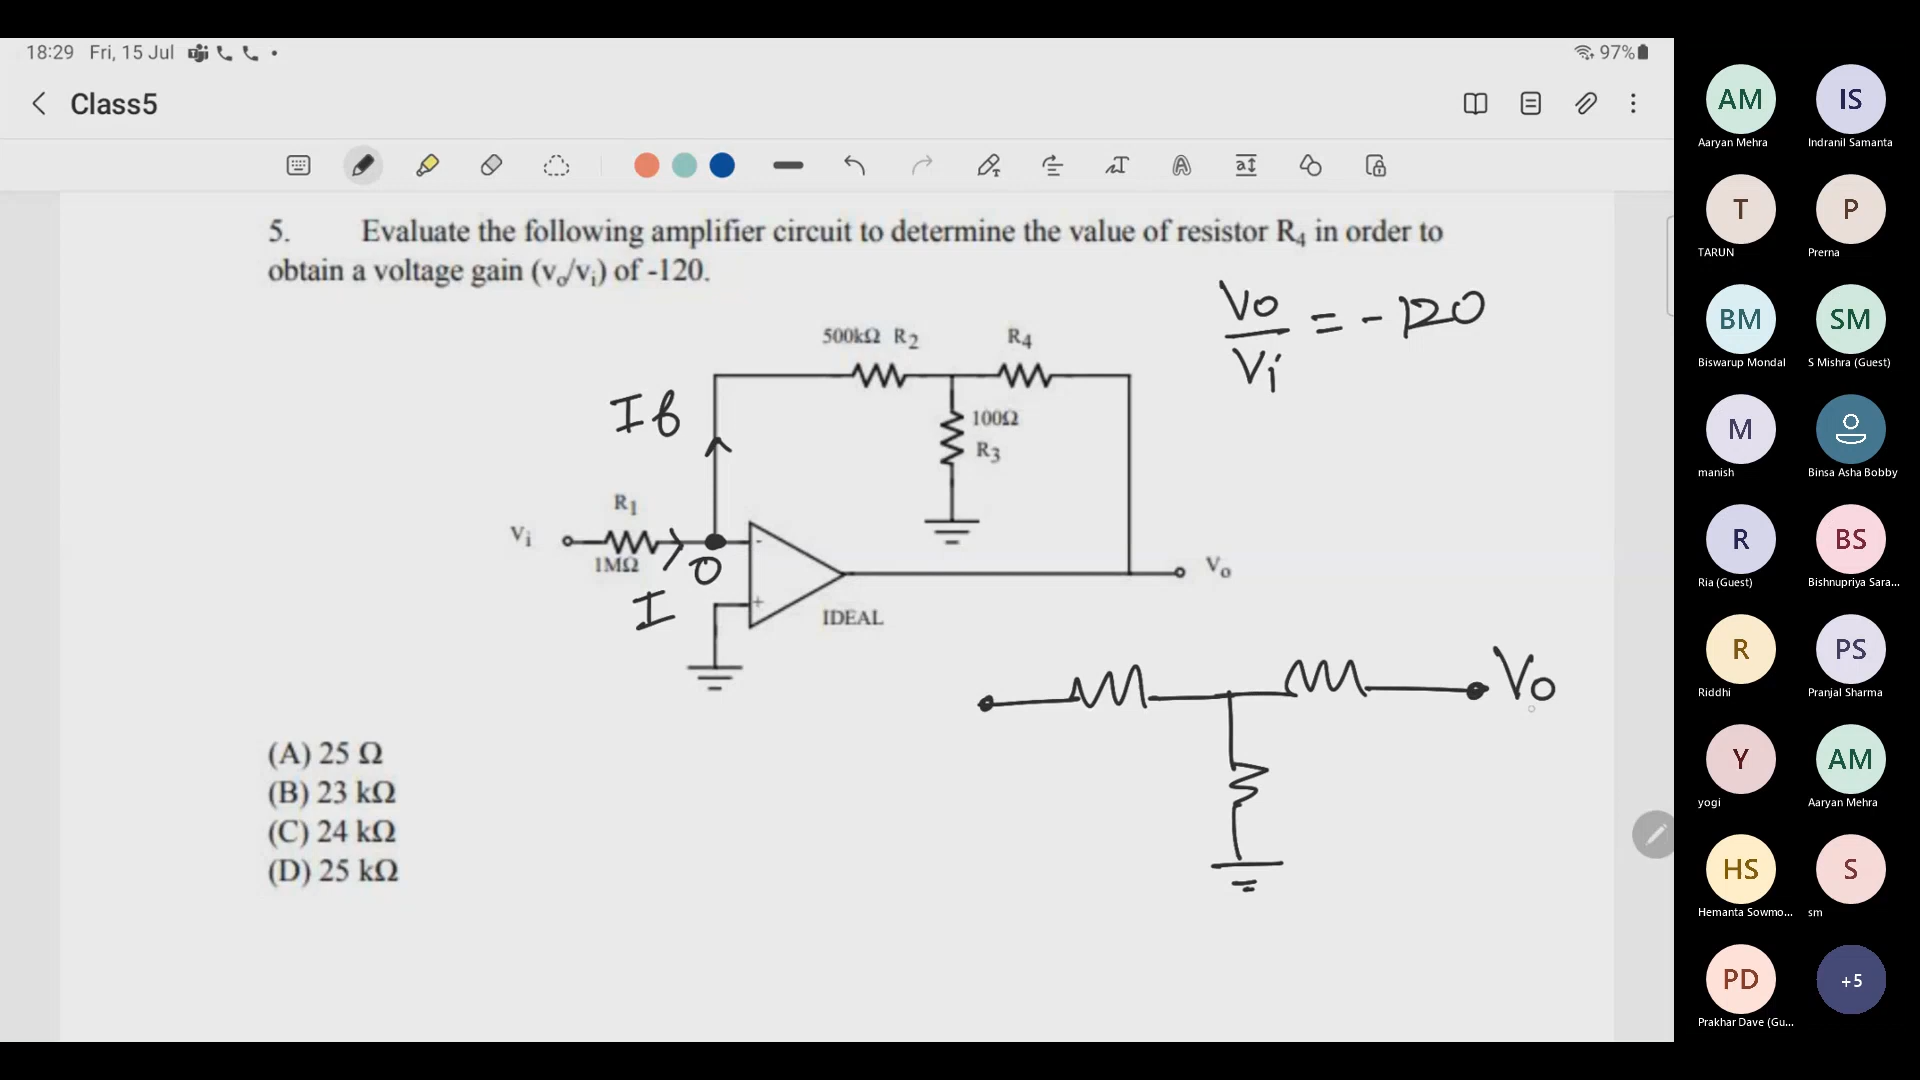 18:29 Fri, 15 Jul
97%
Class5
5. Evaluate the following amplifier circuit to determine the value of resistor R4 in order to
obtain a voltage gain (vo/vi) of -120.
Vo
Vi
= - 120
500kΩ R2
R4
If
100Ω
R3
R1
Vi
1MΩ
0
I
-
+
IDEAL
Vo
Vo
(A) 25 Ω
(B) 23 kΩ
(C) 24 kΩ
(D) 25 kΩ
AM
Aaryan Mehra
IS
Indranil Samanta
T
TARUN
P
Prerna
BM
Biswarup Mondal
SM
S Mishra (Guest)
M
manish
Binsa Asha Bobby
R
Ria (Guest)
BS
Bishnupriya Sara...
R
Riddhi
PS
Pranjal Sharma
Y
yogi
AM
Aaryan Mehra
HS
Hemanta Sowmo...
S
sm
PD
Prakhar Dave (Gu...
+5